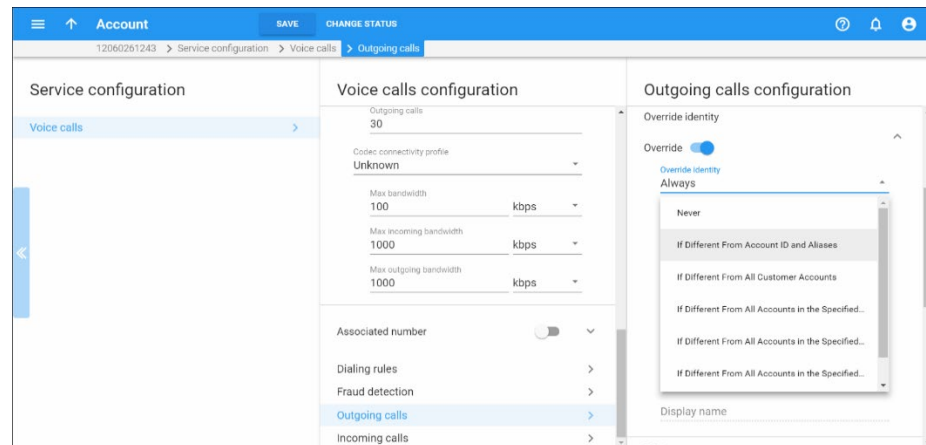 Account
SAVE
CHANGE STATUS
12060261243 > Service configuration > Voice calls > Outgoing calls
Service configuration
Voice calls
Voice calls configuration
Outgoing calls
30
Codec connectivity profile
Unknown
Max bandwidth
100 kbps
Max incoming bandwidth
1000 kbps
Max outgoing bandwidth
1000 kbps
Associated number
Dialing rules
Fraud detection
Outgoing calls
Incoming calls
Outgoing calls configuration
Override identity
Override
Override identity
Always
Never
If Different From Account ID and Aliases
If Different From All Customer Accounts
If Different From All Accounts in the Specified...
If Different From All Accounts in the Specified...
If Different From All Accounts in the Specified...
Display name